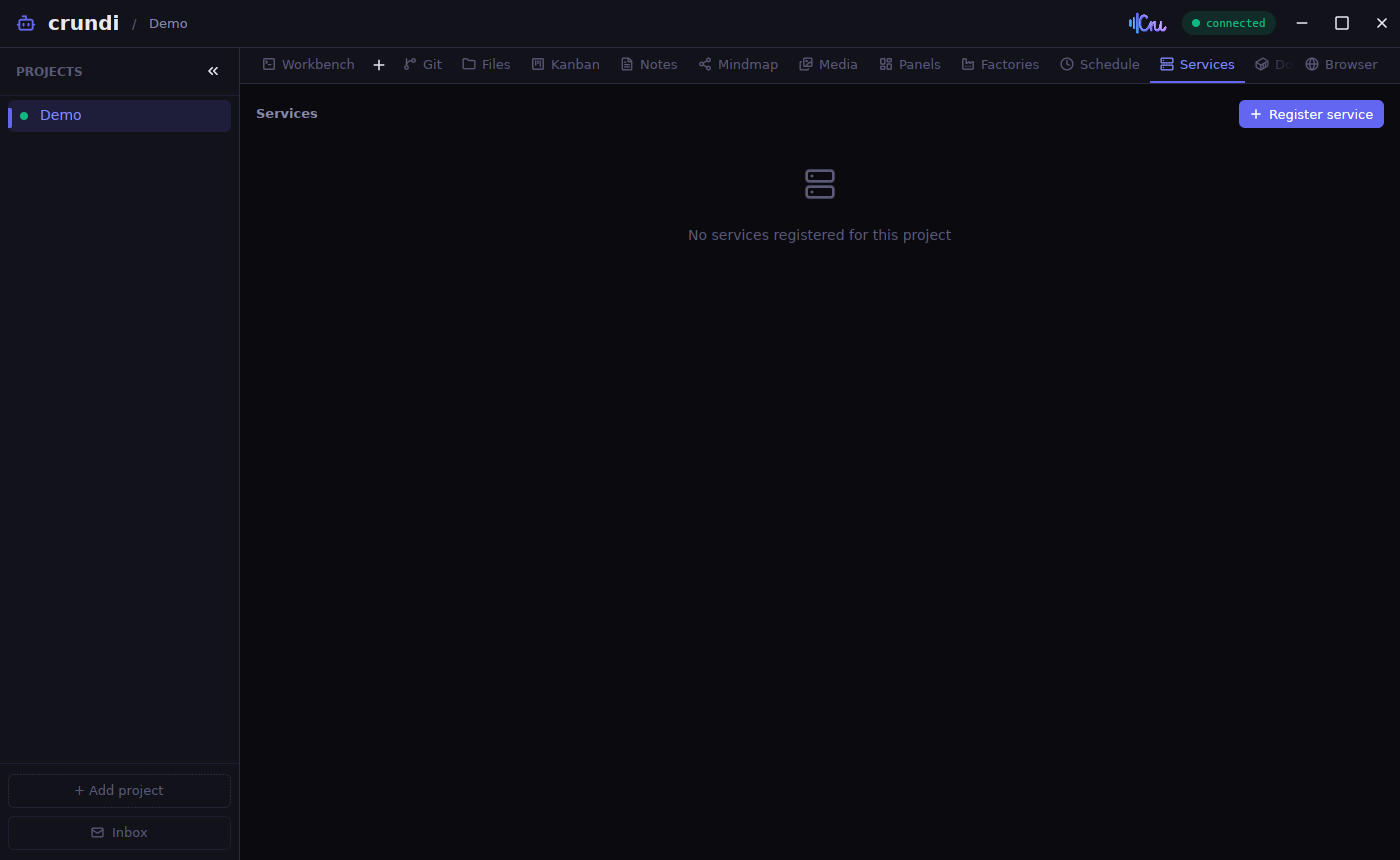 crundi / Demo
Cru
connected
PROJECTS
Workbench
Git
Files
Kanban
Notes
Mindmap
Media
Panels
Factories
Schedule
Services
Browser
Demo
Services
+ Register service
No services registered for this project
+ Add project
Inbox